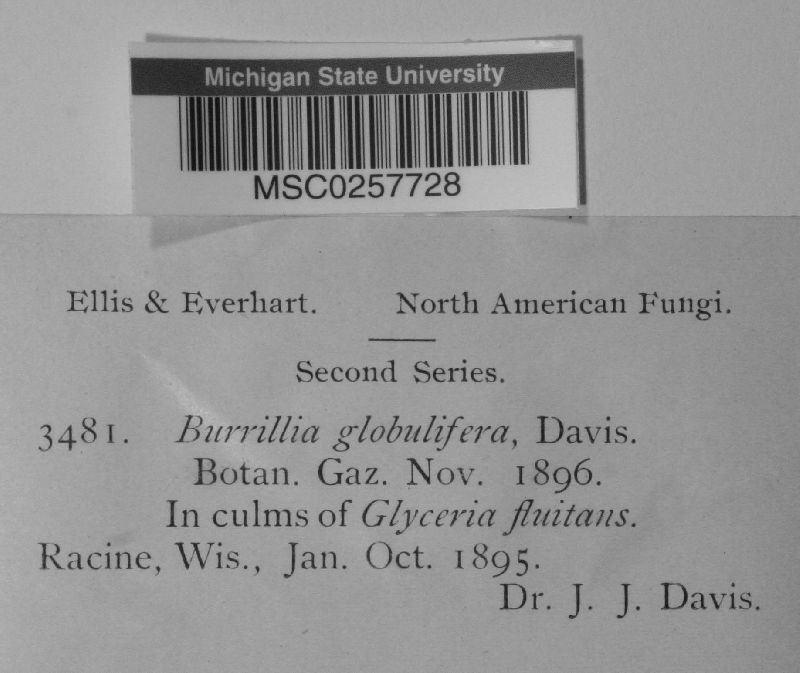 Michigan State University
MSC0257728
Ellis & Everhart. North American Fungi.
Second Series.
3481. Burrillia globulifera, Davis.
Botan. Gaz. Nov. 1896.
In culms of Glyceria fluitans.
Racine, Wis., Jan. Oct. 1895.
Dr. J. J. Davis.